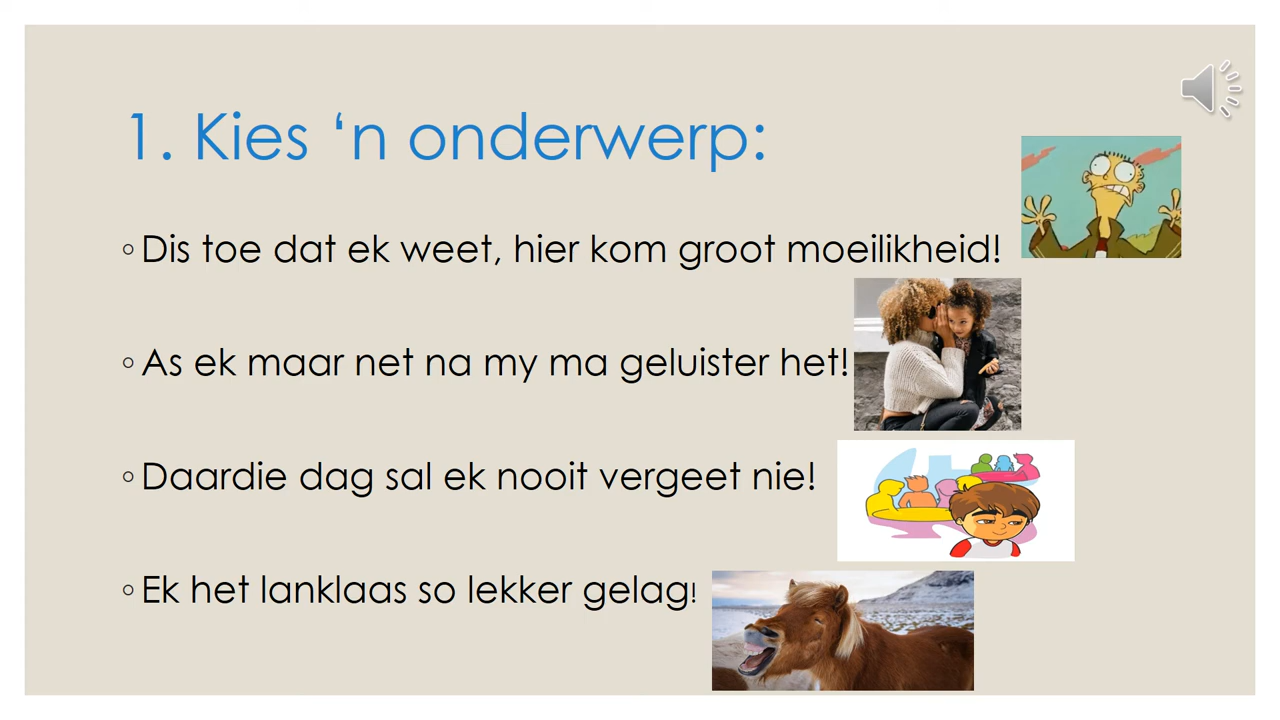 1. Kies ‘n onderwerp:
◦Dis toe dat ek weet, hier kom groot moeilikheid!
◦As ek maar net na my ma geluister het!
◦Daardie dag sal ek nooit vergeet nie!
◦Ek het lanklaas so lekker gelag!